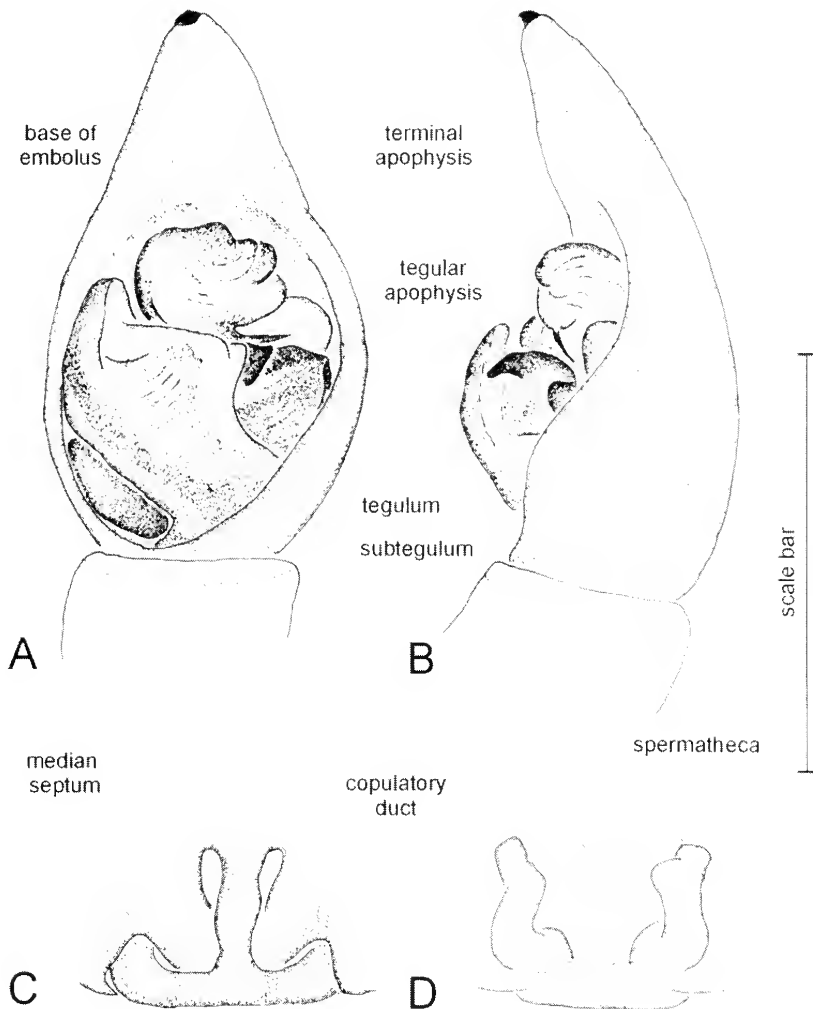 base of
embolus
terminal
apophysis
tegular
apophysis
tegulum
subtegulum
scale bar
A
B
spermatheca
median
septum
copulatory
duct
C
D